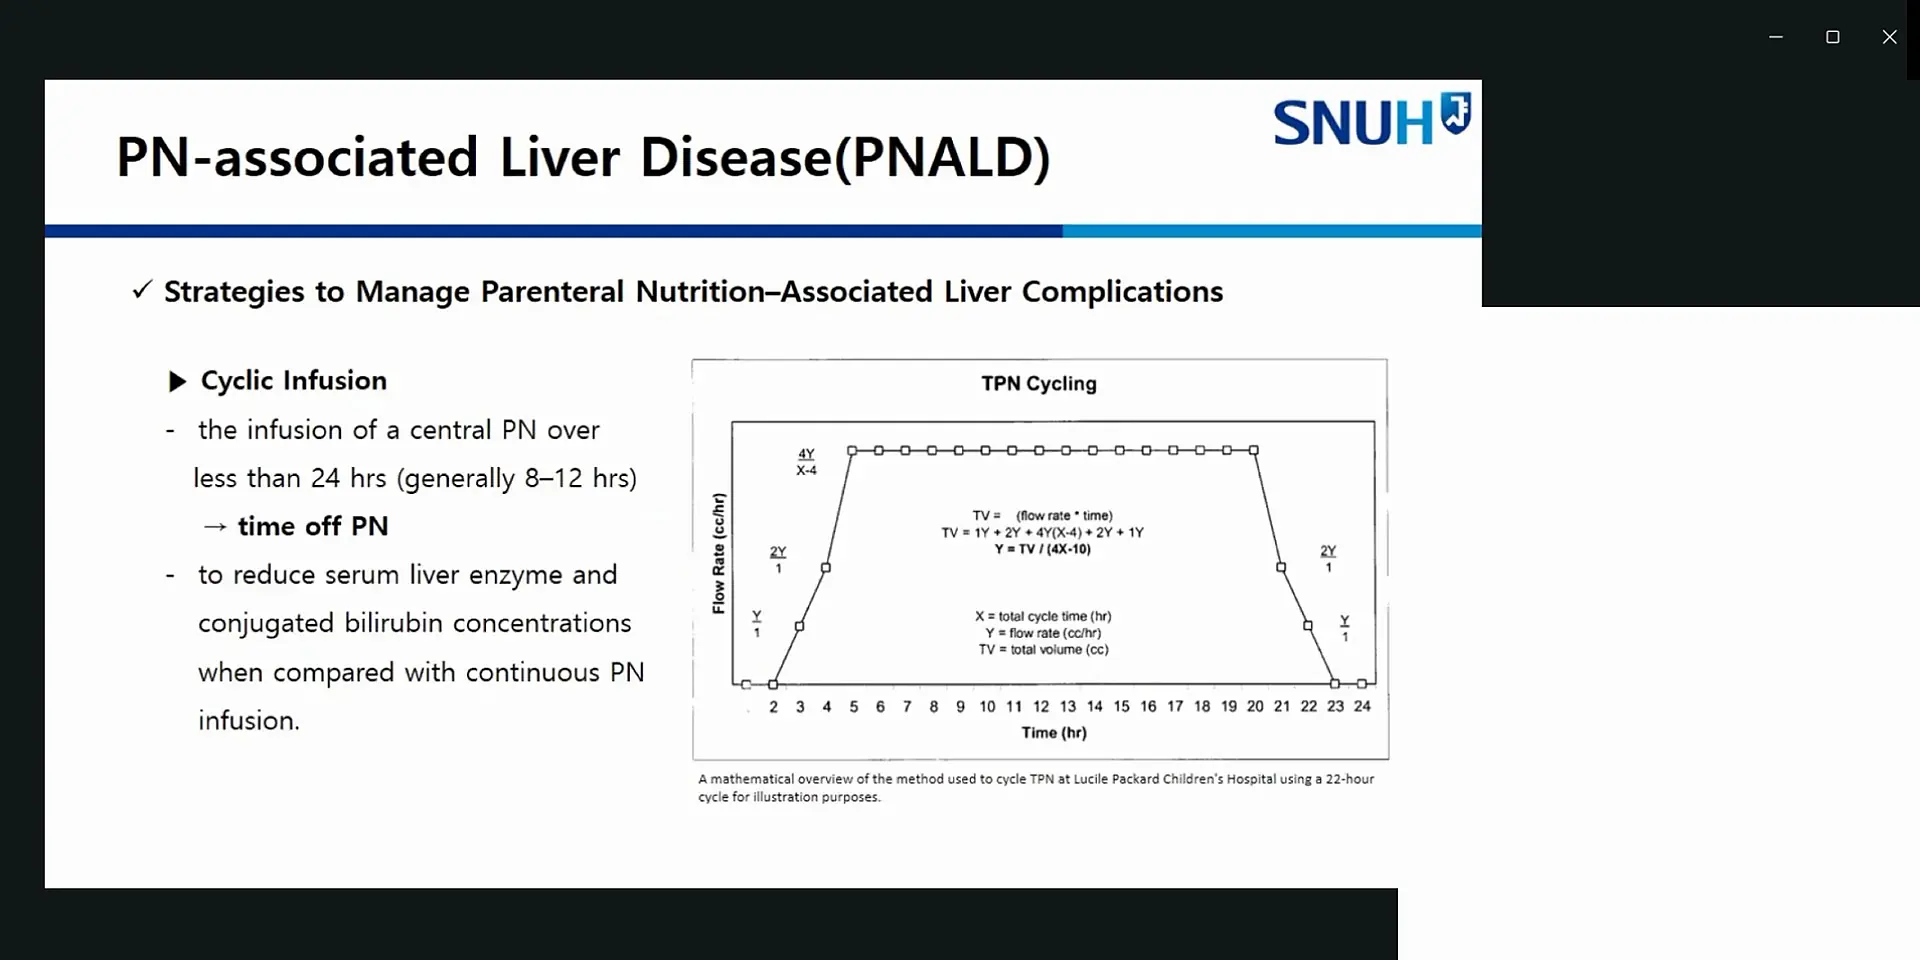 SNUH
PN-associated Liver Disease(PNALD)
✓ Strategies to Manage Parenteral Nutrition–Associated Liver Complications
▶ Cyclic Infusion
- the infusion of a central PN over
less than 24 hrs (generally 8–12 hrs)
→ time off PN
- to reduce serum liver enzyme and
conjugated bilirubin concentrations
when compared with continuous PN
infusion.
TPN Cycling
Flow Rate (cc/hr)
4Y
X-4
2Y
1
Y
1
TV = (flow rate * time)
TV = 1Y + 2Y + 4Y(X-4) + 2Y + 1Y
Y = TV / (4X-10)
X = total cycle time (hr)
Y = flow rate (cc/hr)
TV = total volume (cc)
2Y
1
Y
1
2 3 4 5 6 7 8 9 10 11 12 13 14 15 16 17 18 19 20 21 22 23 24
Time (hr)
A mathematical overview of the method used to cycle TPN at Lucile Packard Children's Hospital using a 22-hour
cycle for illustration purposes.